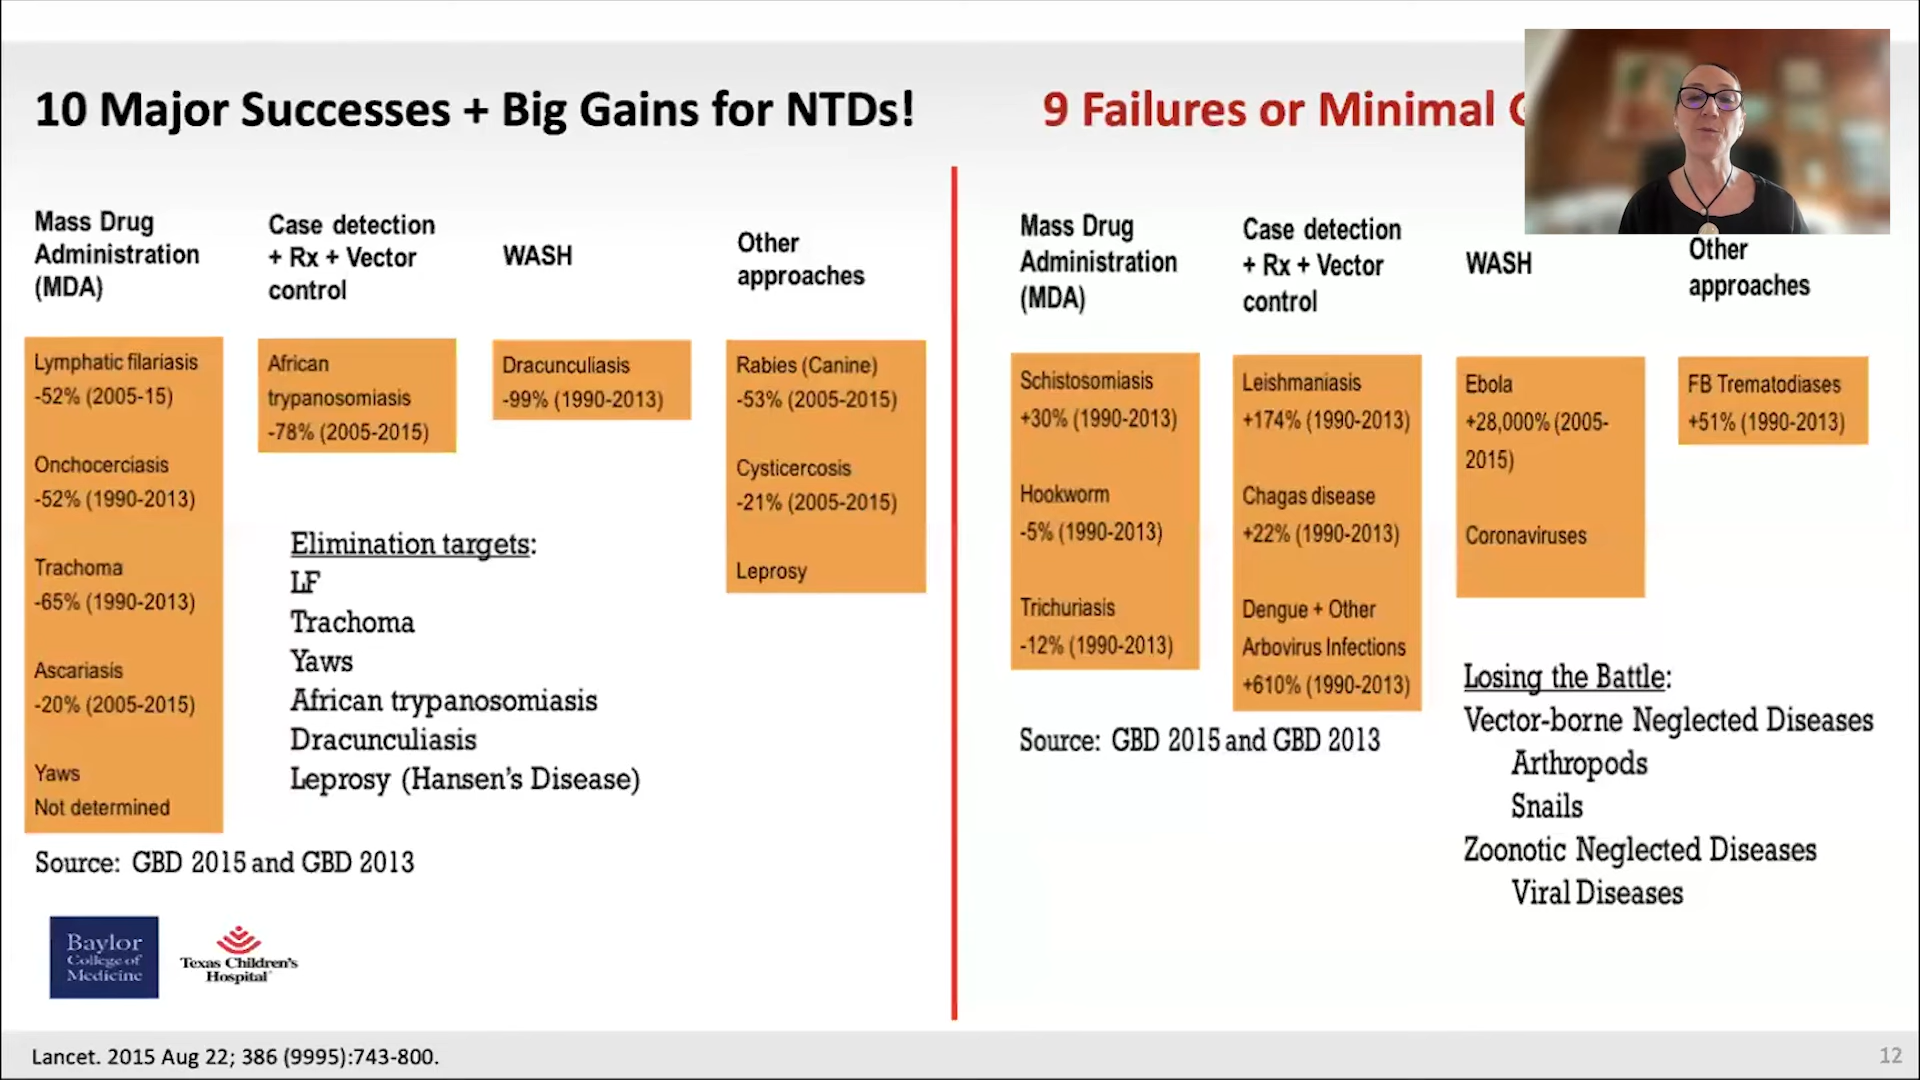 10 Major Successes + Big Gains for NTDs!
Mass Drug
Administration
(MDA)
Case detection
+ Rx + Vector
control
WASH
Other
approaches
Lymphatic filariasis
-52% (2005-15)
Onchocerciasis
-52% (1990-2013)
Trachoma
-65% (1990-2013)
Ascariasis
-20% (2005-2015)
Yaws
Not determined
African
trypanosomiasis
-78% (2005-2015)
Dracunculiasis
-99% (1990-2013)
Rabies (Canine)
-53% (2005-2015)
Cysticercosis
-21% (2005-2015)
Leprosy
Elimination targets:
LF
Trachoma
Yaws
African trypanosomiasis
Dracunculiasis
Leprosy (Hansen's Disease)
Source: GBD 2015 and GBD 2013
Baylor
College of
Medicine
Texas Children's
Hospital
9 Failures or Minimal
Mass Drug
Administration
(MDA)
Case detection
+ Rx + Vector
control
WASH
Other
approaches
Schistosomiasis
+30% (1990-2013)
Hookworm
-5% (1990-2013)
Trichuriasis
-12% (1990-2013)
Leishmaniasis
+174% (1990-2013)
Chagas disease
+22% (1990-2013)
Dengue + Other
Arbovirus Infections
+610% (1990-2013)
Ebola
+28,000% (2005-
2015)
Coronaviruses
FB Trematodiases
+51% (1990-2013)
Source: GBD 2015 and GBD 2013
Losing the Battle:
Vector-borne Neglected Diseases
Arthropods
Snails
Zoonotic Neglected Diseases
Viral Diseases
Lancet. 2015 Aug 22; 386 (9995):743-800.
12